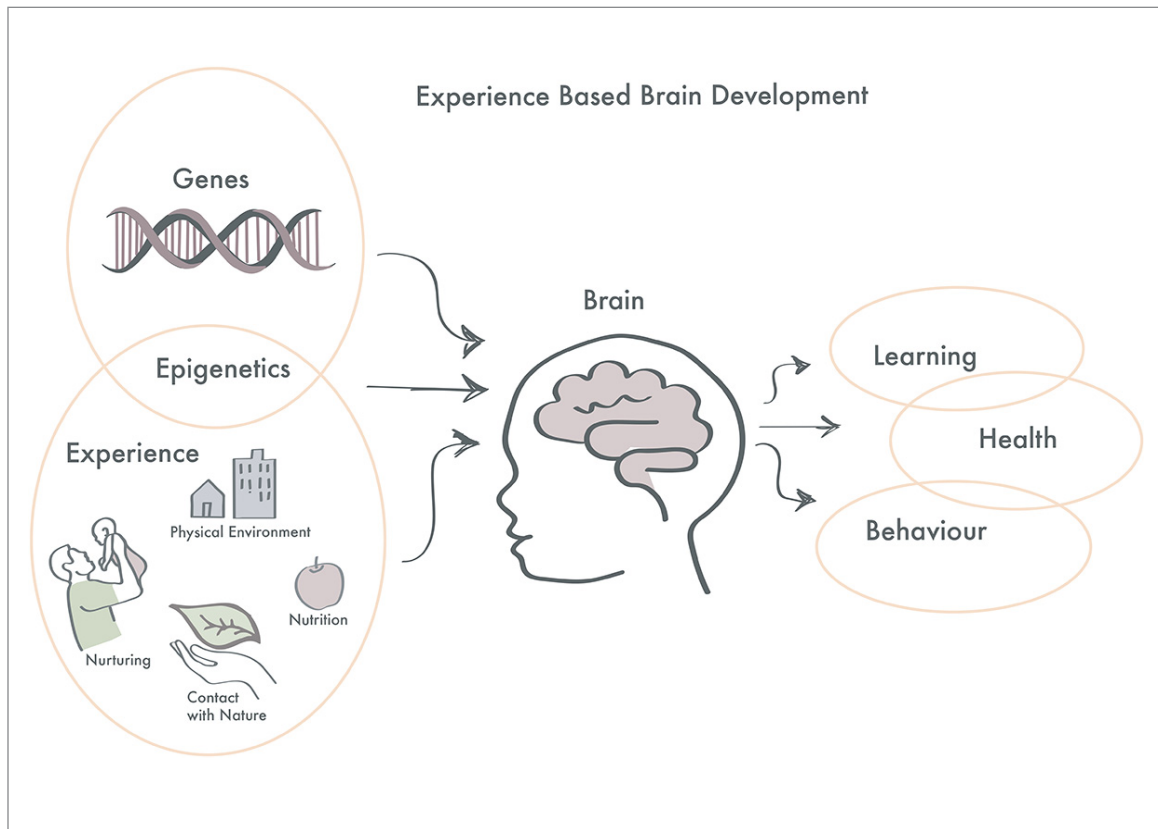 Experience Based Brain Development
Genes
Epigenetics
Experience
Physical Environment
Nutrition
Nurturing
Contact
with Nature
Brain
Learning
Health
Behaviour